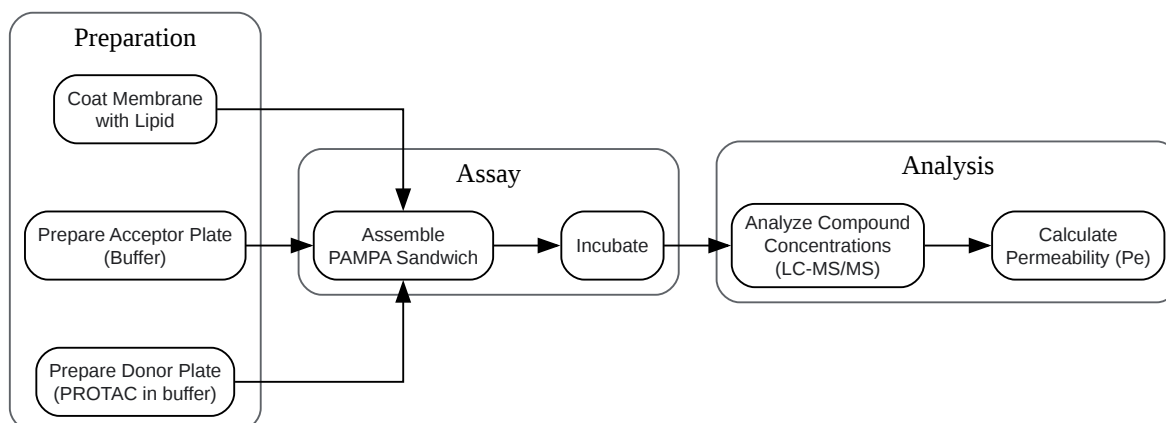 Preparation
Coat Membrane
with Lipid
Prepare Acceptor Plate
(Buffer)
Prepare Donor Plate
(PROTAC in buffer)
Assay
Assemble
PAMPA Sandwich
Incubate
Analysis
Analyze Compound
Concentrations
(LC-MS/MS)
Calculate
Permeability (Pe)